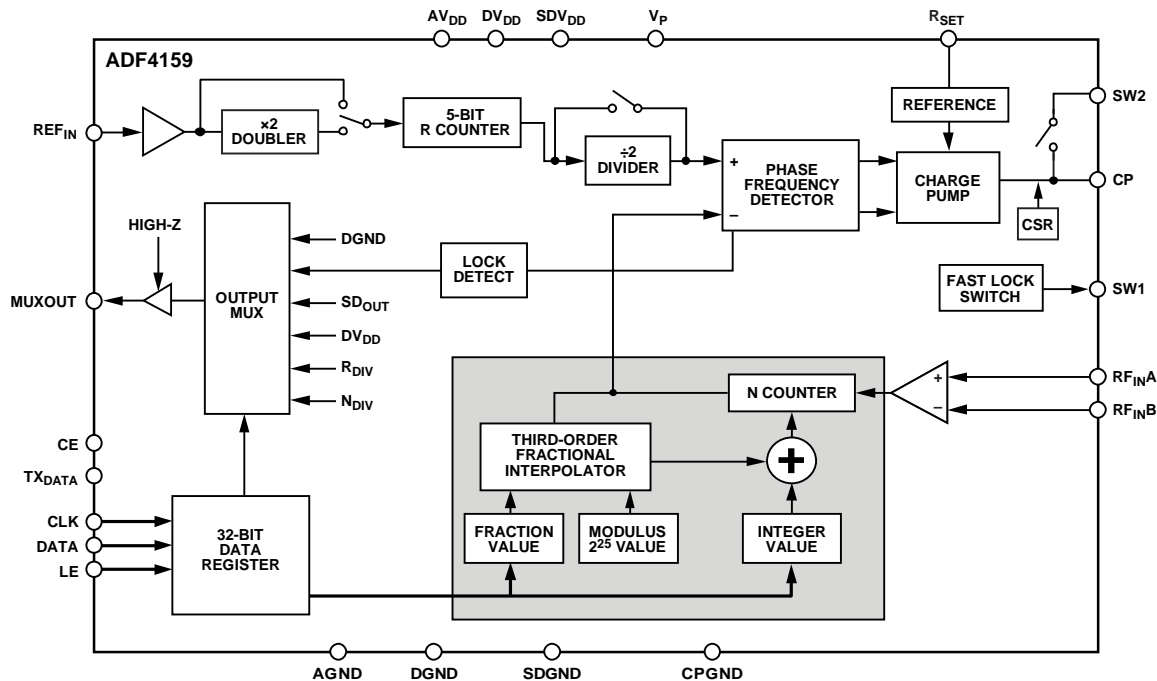 AVDD DVDD SDVDD VP RSET
ADF4159
REFIN
×2
DOUBLER
5-BIT
R COUNTER
÷2
DIVIDER
+
–
PHASE
FREQUENCY
DETECTOR
REFERENCE
CHARGE
PUMP
CSR
SW2
CP
HIGH-Z
MUXOUT
OUTPUT
MUX
DGND
LOCK
DETECT
SDOUT
DVDD
RDIV
NDIV
FAST LOCK
SWITCH
SW1
N COUNTER
+
–
RFINA
RFINB
THIRD-ORDER
FRACTIONAL
INTERPOLATOR
+
FRACTION
VALUE
MODULUS
2²⁵ VALUE
INTEGER
VALUE
CE
TXDATA
CLK
DATA
LE
32-BIT
DATA
REGISTER
AGND DGND SDGND CPGND